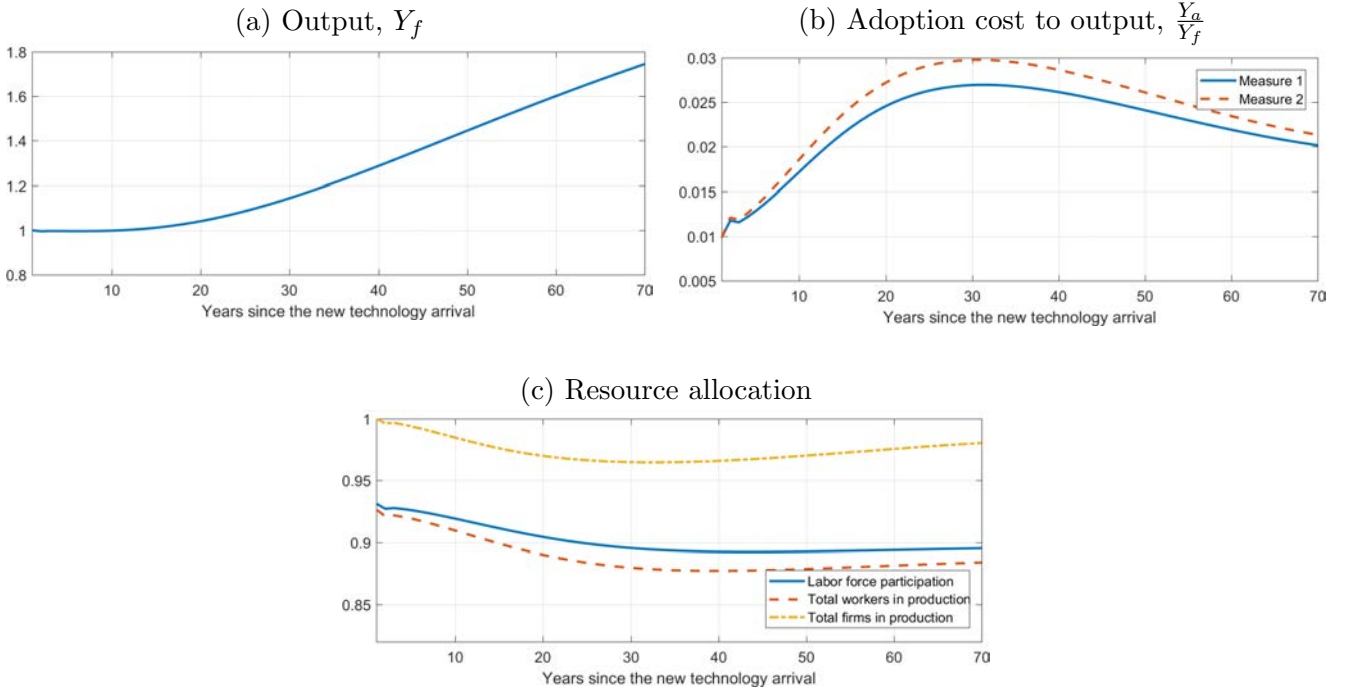 (a) Output, Y_f
1.8
1.6
1.4
1.2
1
0.8
10 20 30 40 50 60 70
Years since the new technology arrival
(b) Adoption cost to output, Y_a/Y_f
0.03
0.025
0.02
0.015
0.01
0.005
Measure 1
Measure 2
10 20 30 40 50 60 70
Years since the new technology arrival
(c) Resource allocation
1
0.95
0.9
0.85
Labor force participation
Total workers in production
Total firms in production
10 20 30 40 50 60 70
Years since the new technology arrival